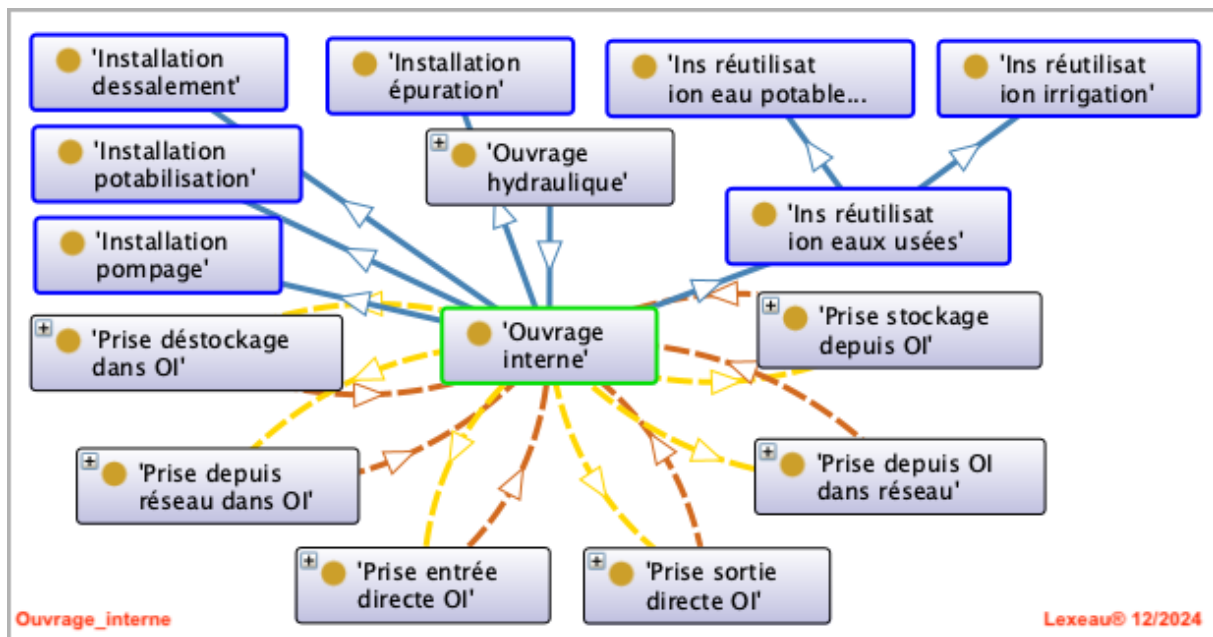 'Installation
dessalement'
'Installation
épuration'
'Ins réutilisat
ion eau potable...
'Ins réutilisat
ion irrigation'
'Installation
potabilisation'
'Ouvrage
hydraulique'
'Installation
pompage'
'Ins réutilisat
ion eaux usées'
'Prise déstockage
dans OI'
'Ouvrage
interne'
'Prise stockage
depuis OI'
'Prise depuis
réseau dans OI'
'Prise depuis OI
dans réseau'
'Prise entrée
directe OI'
'Prise sortie
directe OI'
Ouvrage_interne
Lexeau® 12/2024